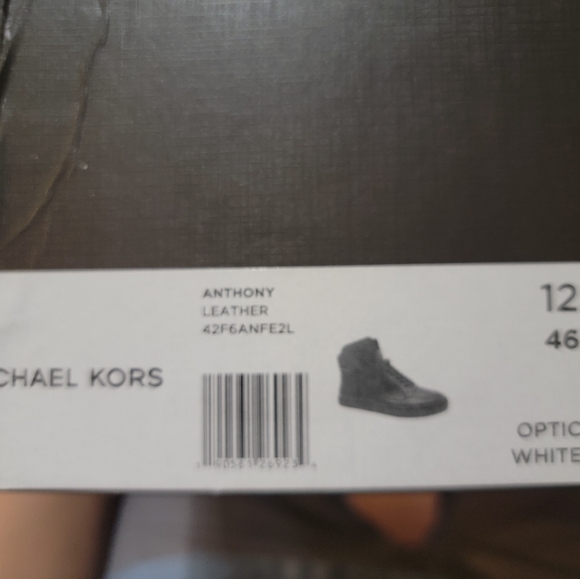 ANTHONY
LEATHER
42F6ANFE2L
CHAEL KORS
12
46
OPTIC
WHITE